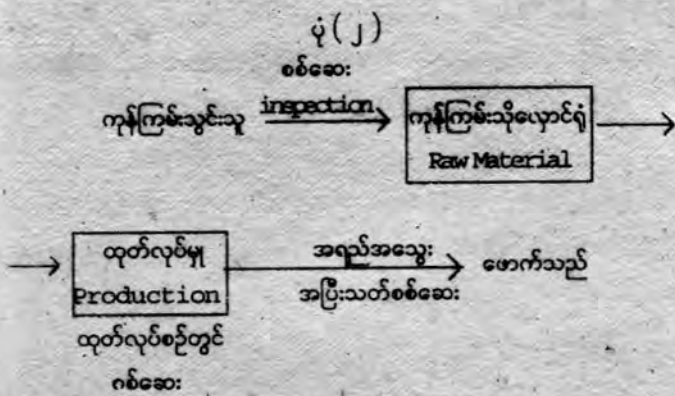 ပုံ(၂)
စစ်ဆေး
ကုန်ကြမ်းသွင်းသူ inspection ကုန်ကြမ်းသိုလှောင်ရုံ
Raw Material
ထုတ်လုပ်မှု အရည်အသွေး ဖောက်သည်
Production အပြီးသတ်စစ်ဆေး
ထုတ်လုပ်စဉ်တွင်
ဂစ်ဆေး